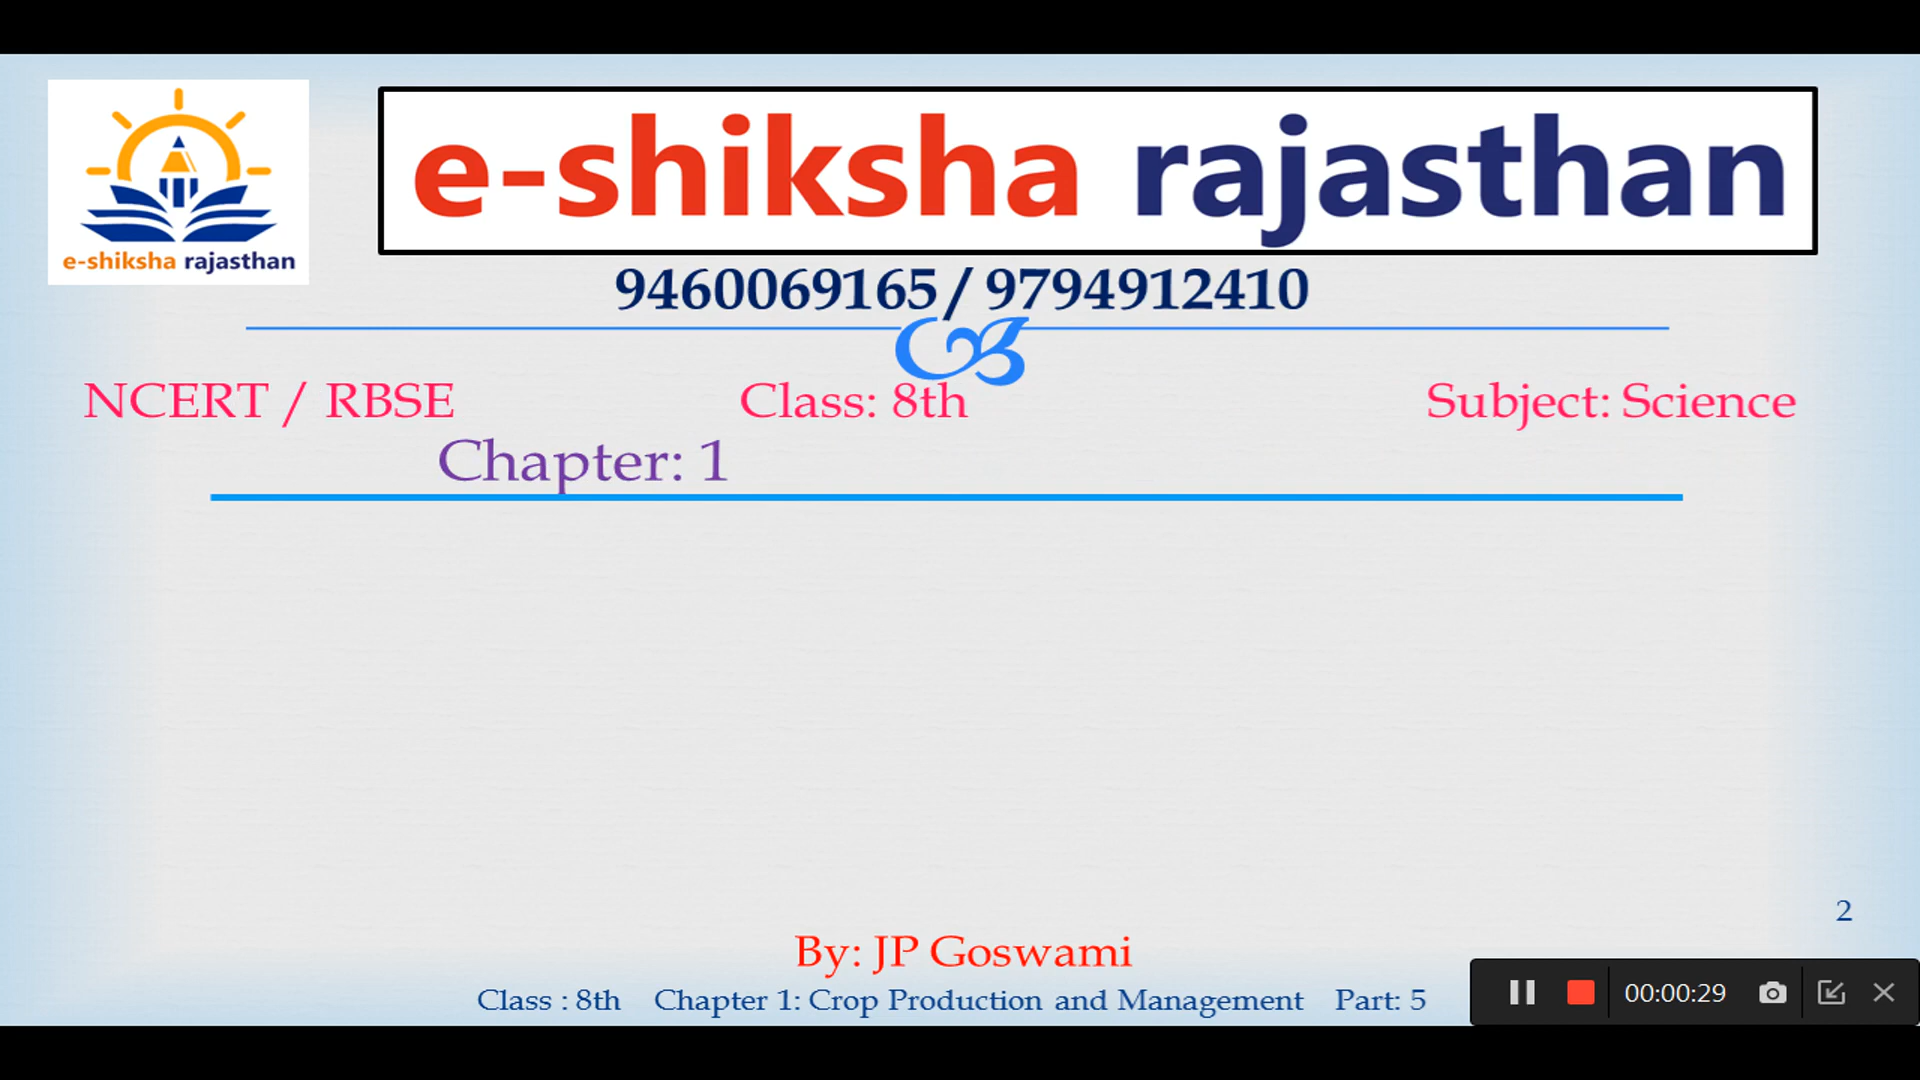 e-shiksha rajasthan
e-shiksha rajasthan
9460069165 / 9794912410
NCERT / RBSE Class: 8th Subject: Science
Chapter: 1
2
By: JP Goswami
Class : 8th Chapter 1: Crop Production and Management Part: 5
00:00:29